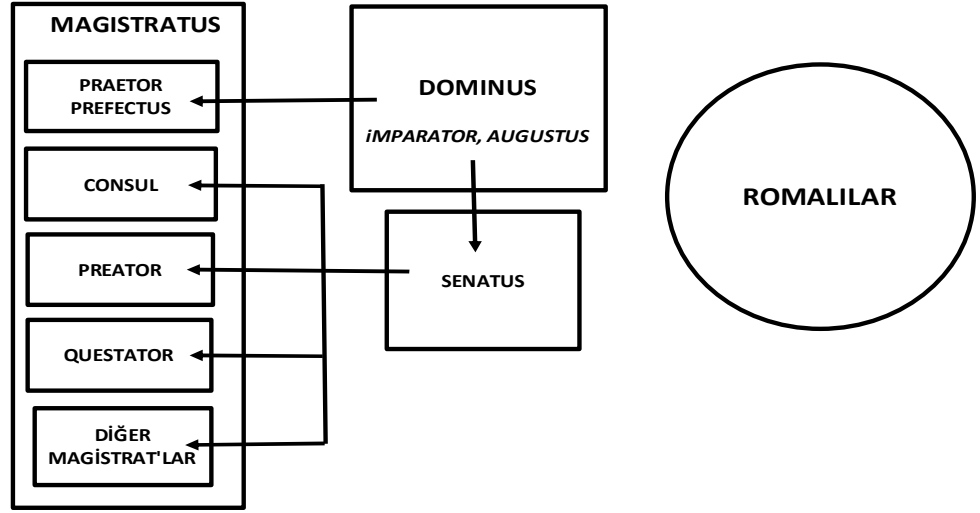 MAGISTRATUS
PRAETOR
PREFECTUS
CONSUL
PREATOR
QUESTATOR
DİĞER
MAGİSTRAT'LAR
DOMINUS
iMPARATOR, AUGUSTUS
SENATUS
ROMALILAR